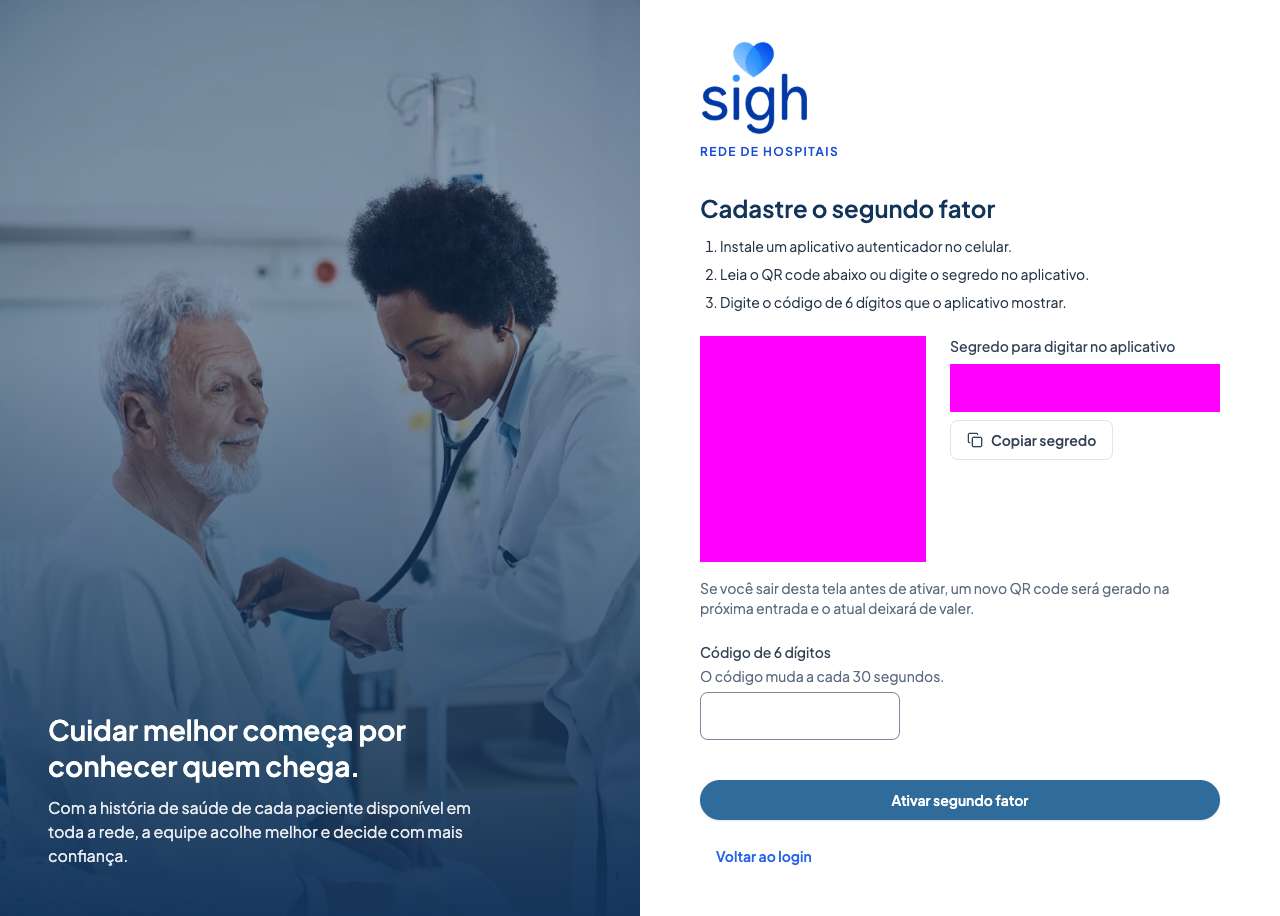 Cuidar melhor começa por
conhecer quem chega.
Com a história de saúde de cada paciente disponível em
toda a rede, a equipe acolhe melhor e decide com mais
confiança.
sigh
REDE DE HOSPITAIS
Cadastre o segundo fator
1. Instale um aplicativo autenticador no celular.
2. Leia o QR code abaixo ou digite o segredo no aplicativo.
3. Digite o código de 6 dígitos que o aplicativo mostrar.
Segredo para digitar no aplicativo
Copiar segredo
Se você sair desta tela antes de ativar, um novo QR code será gerado na
próxima entrada e o atual deixará de valer.
Código de 6 dígitos
O código muda a cada 30 segundos.
Ativar segundo fator
Voltar ao login